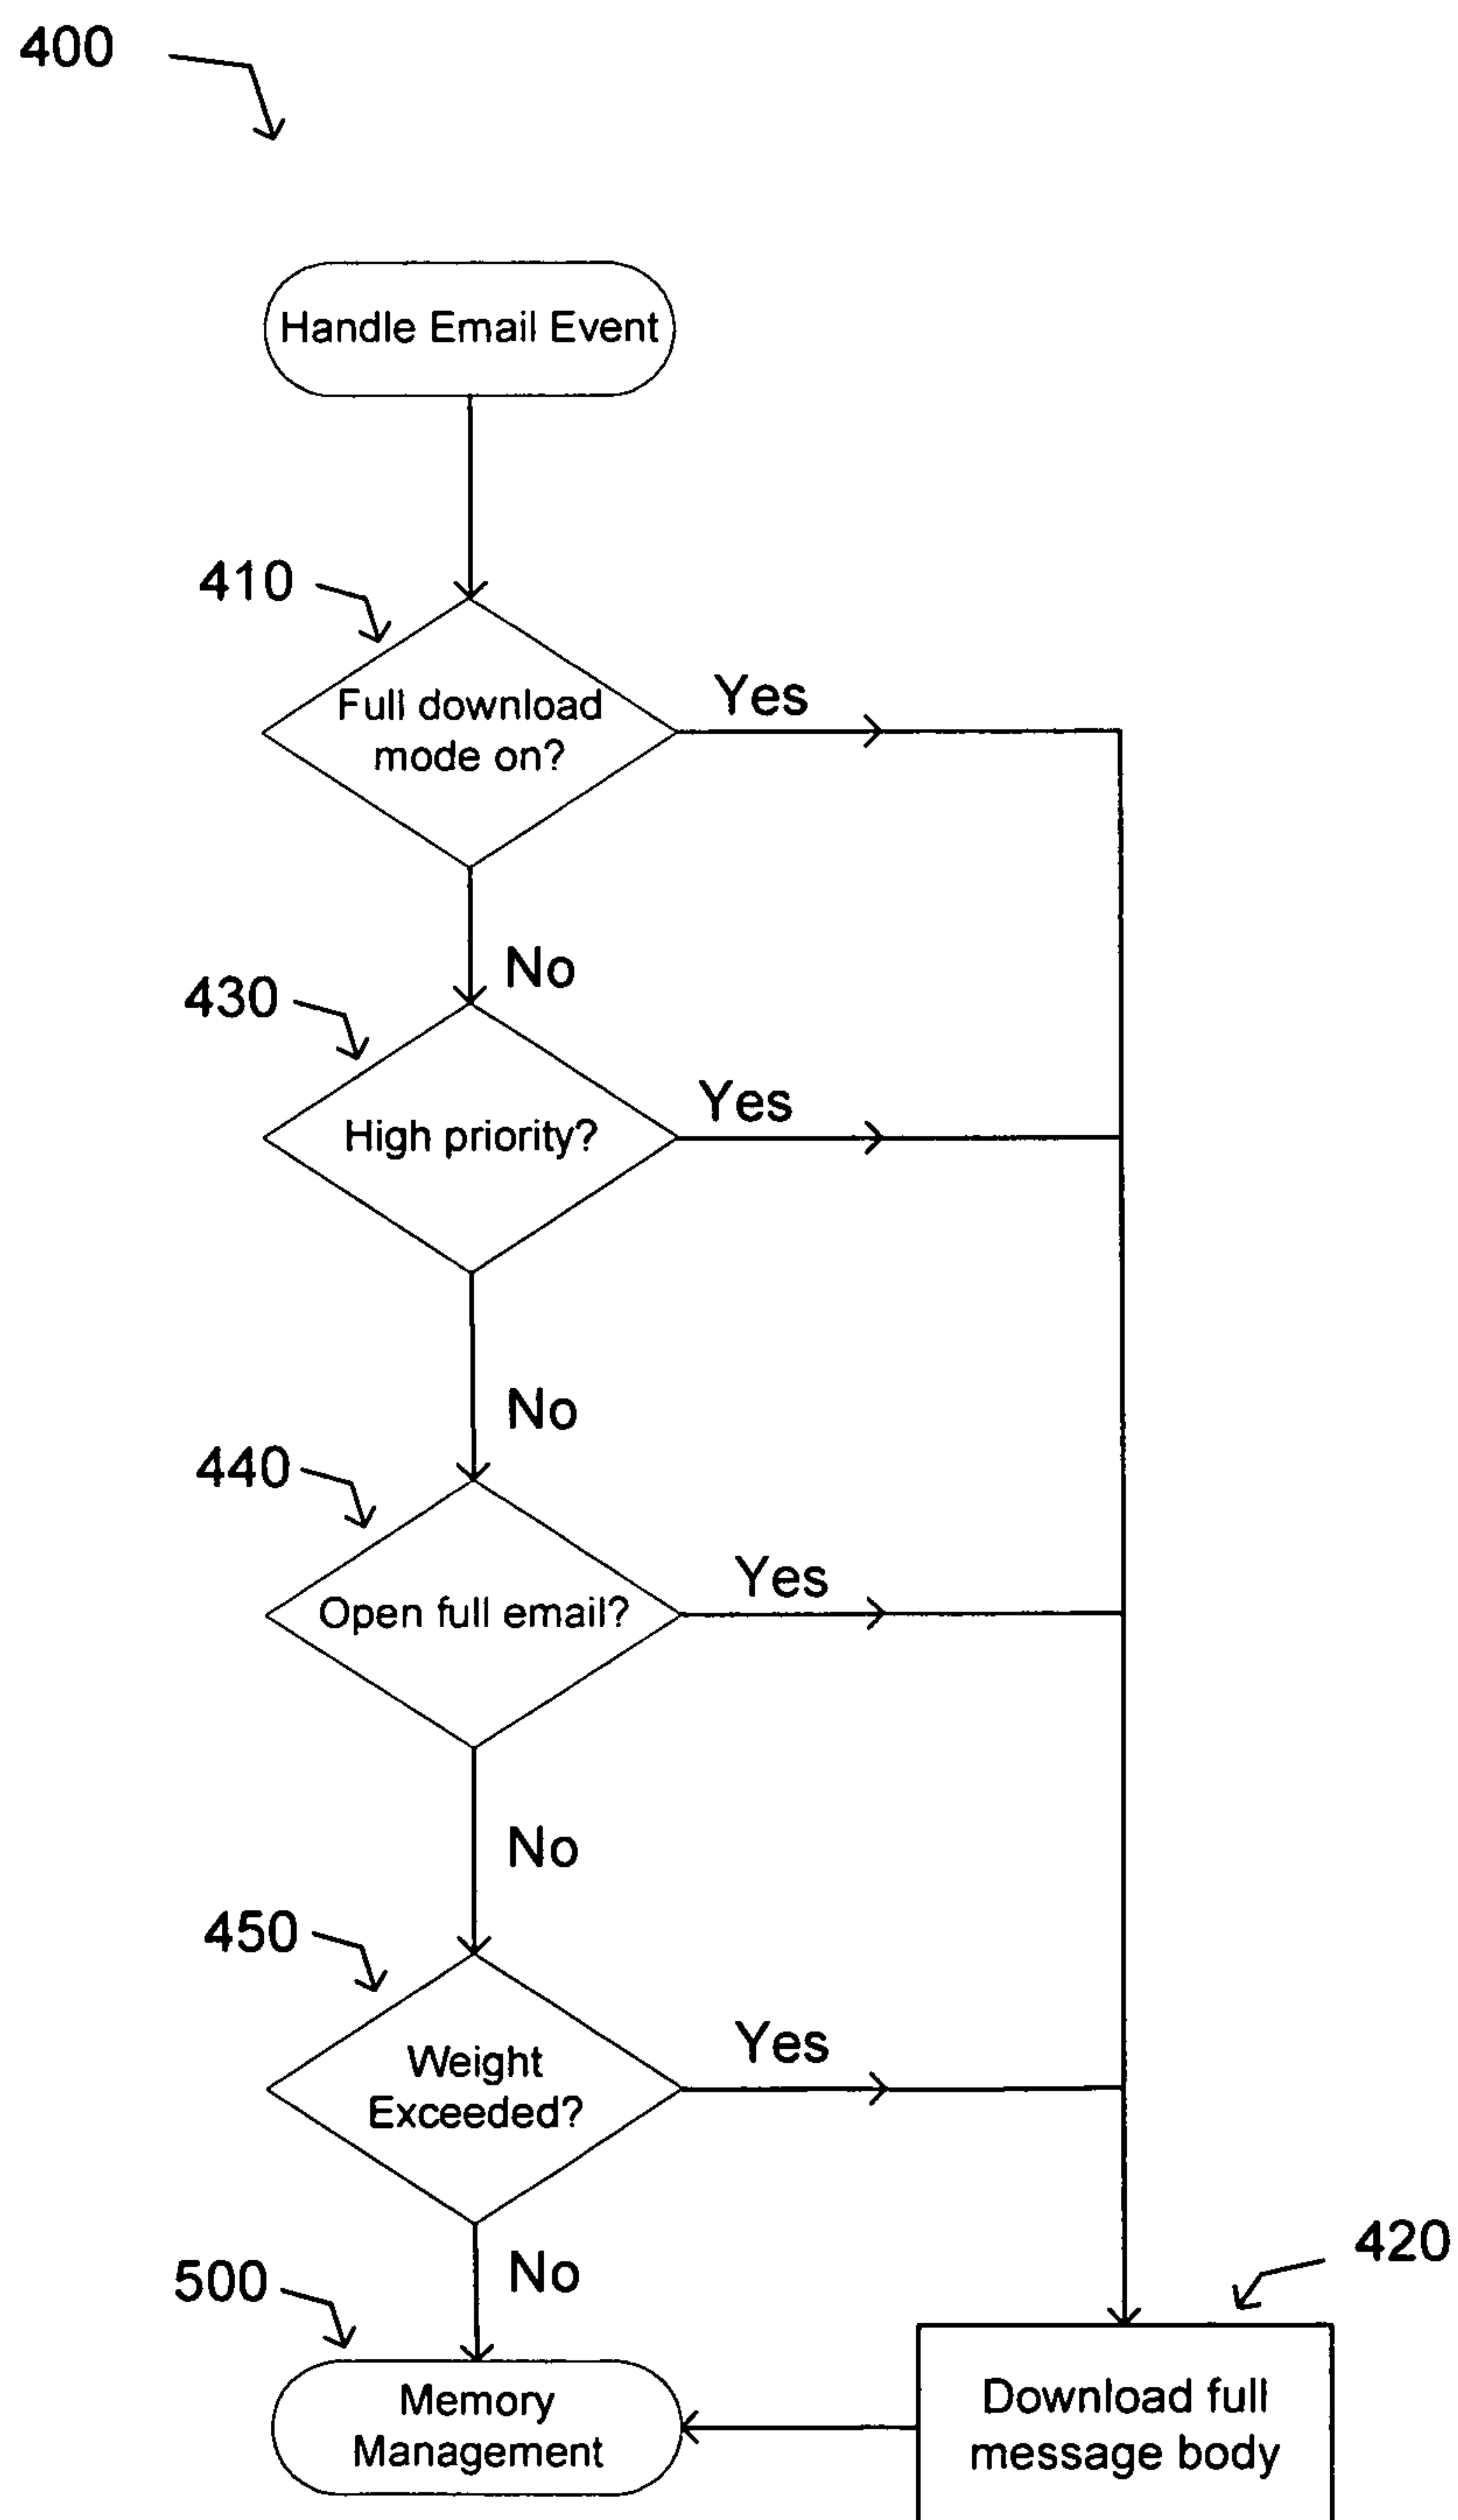 400
Handle Email Event
410
Full download
mode on?
Yes
No
430
High priority?
Yes
No
440
Open full email?
Yes
No
450
Weight
Exceeded?
Yes
No
500
420
Memory
Management
Download full
message body